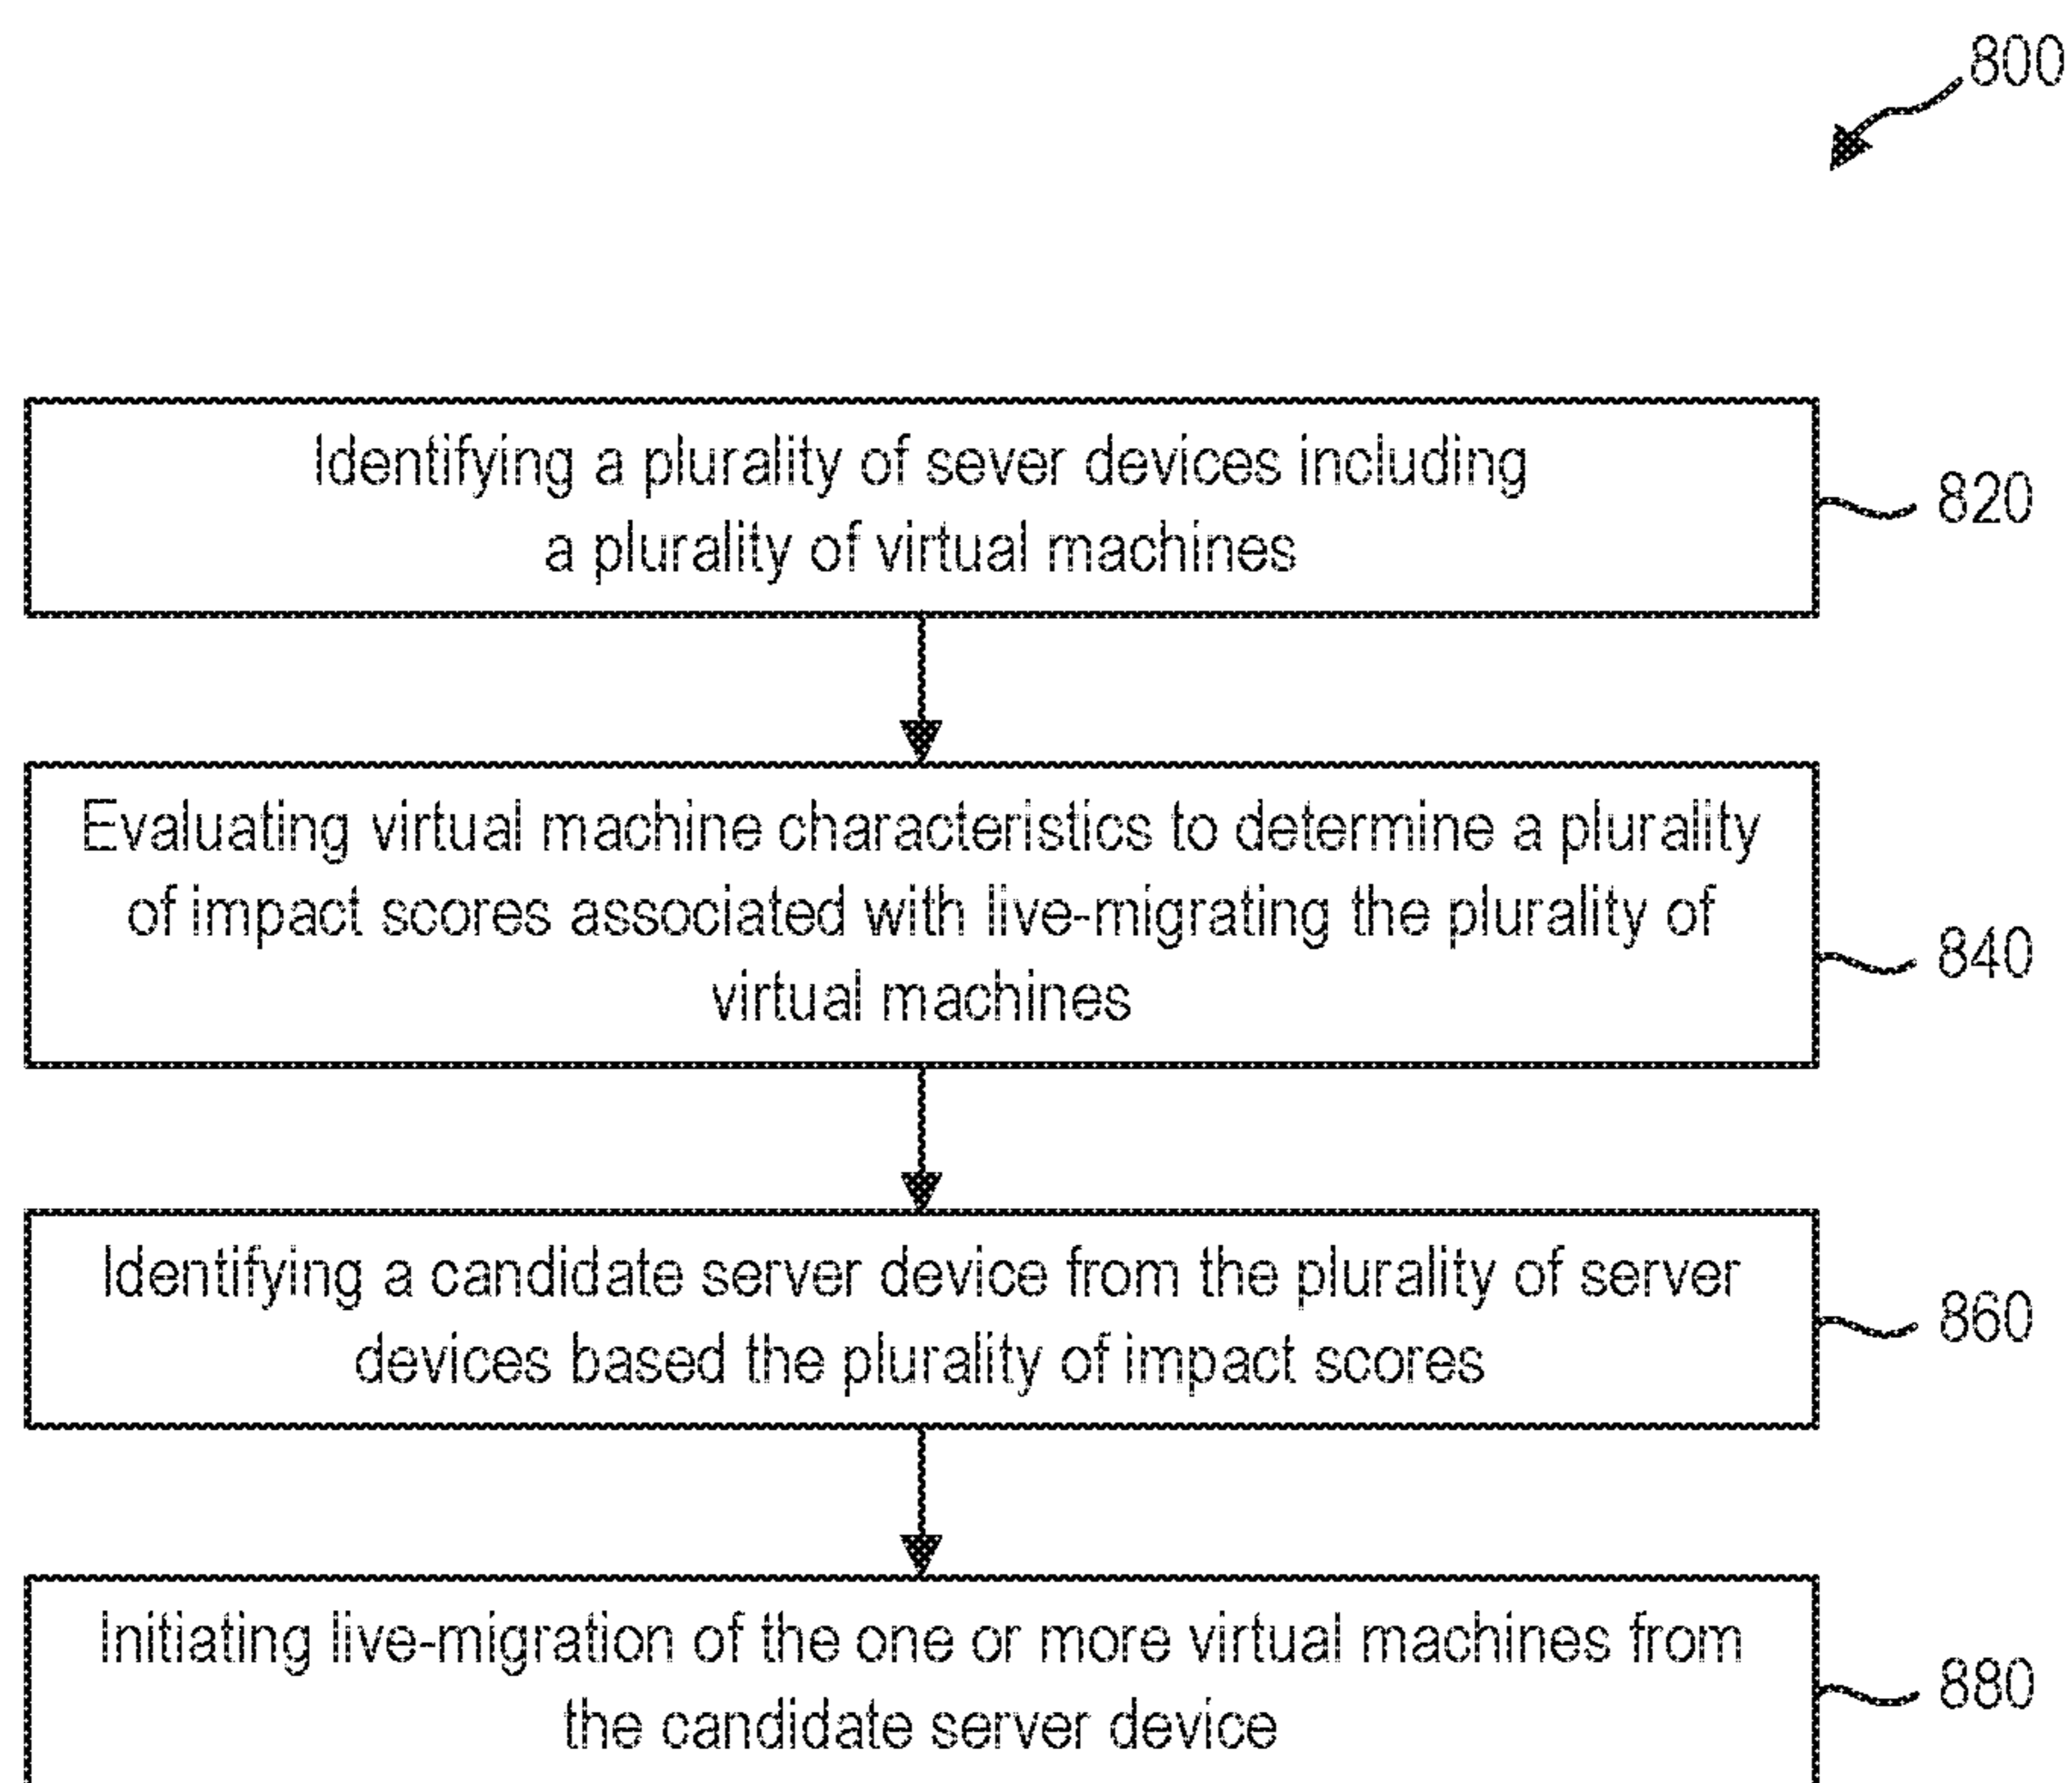 800
Identifying a plurality of sever devices including
a plurality of virtual machines
820
Evaluating virtual machine characteristics to determine a plurality
of impact scores associated with live-migrating the plurality of
virtual machines
840
Identifying a candidate server device from the plurality of server
devices based the plurality of impact scores
860
Initiating live-migration of the one or more virtual machines from
the candidate server device
880